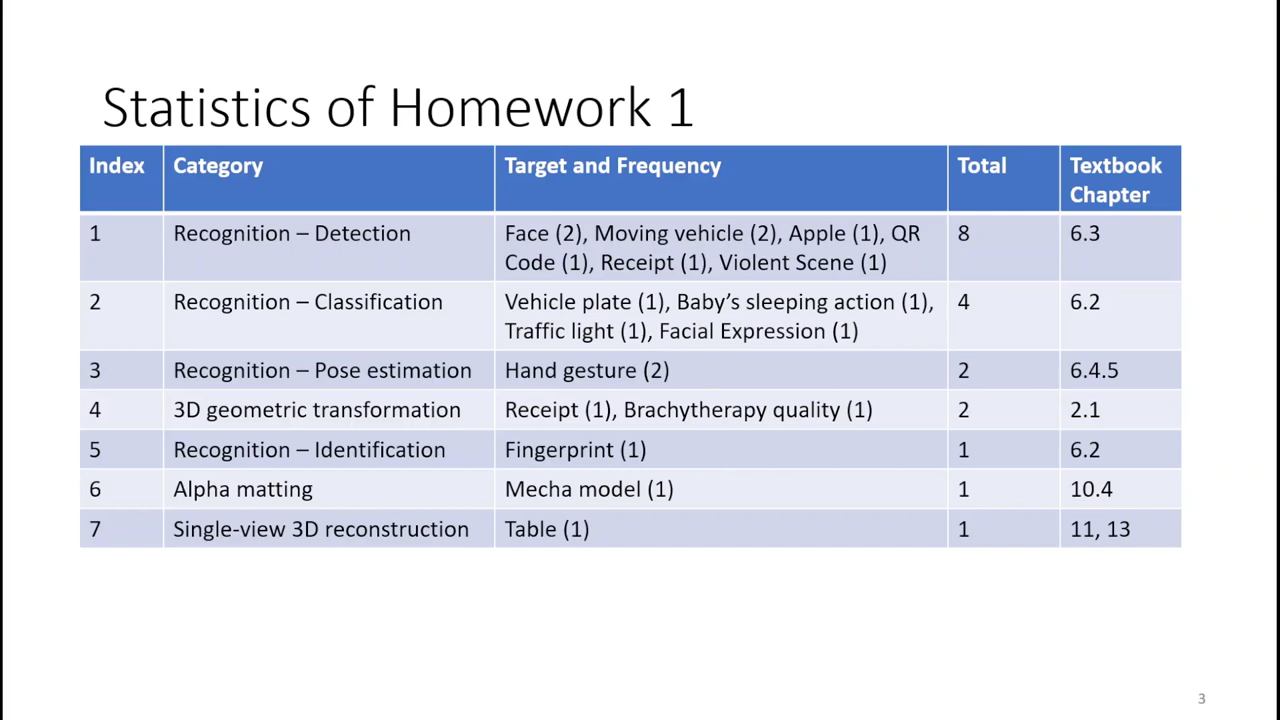 Statistics of Homework 1
Index Category Target and Frequency Total Textbook
Chapter
1 Recognition – Detection Face (2), Moving vehicle (2), Apple (1), QR 8 6.3
Code (1), Receipt (1), Violent Scene (1)
2 Recognition – Classification Vehicle plate (1), Baby’s sleeping action (1), 4 6.2
Traffic light (1), Facial Expression (1)
3 Recognition – Pose estimation Hand gesture (2) 2 6.4.5
4 3D geometric transformation Receipt (1), Brachytherapy quality (1) 2 2.1
5 Recognition – Identification Fingerprint (1) 1 6.2
6 Alpha matting Mecha model (1) 1 10.4
7 Single-view 3D reconstruction Table (1) 1 11, 13
3